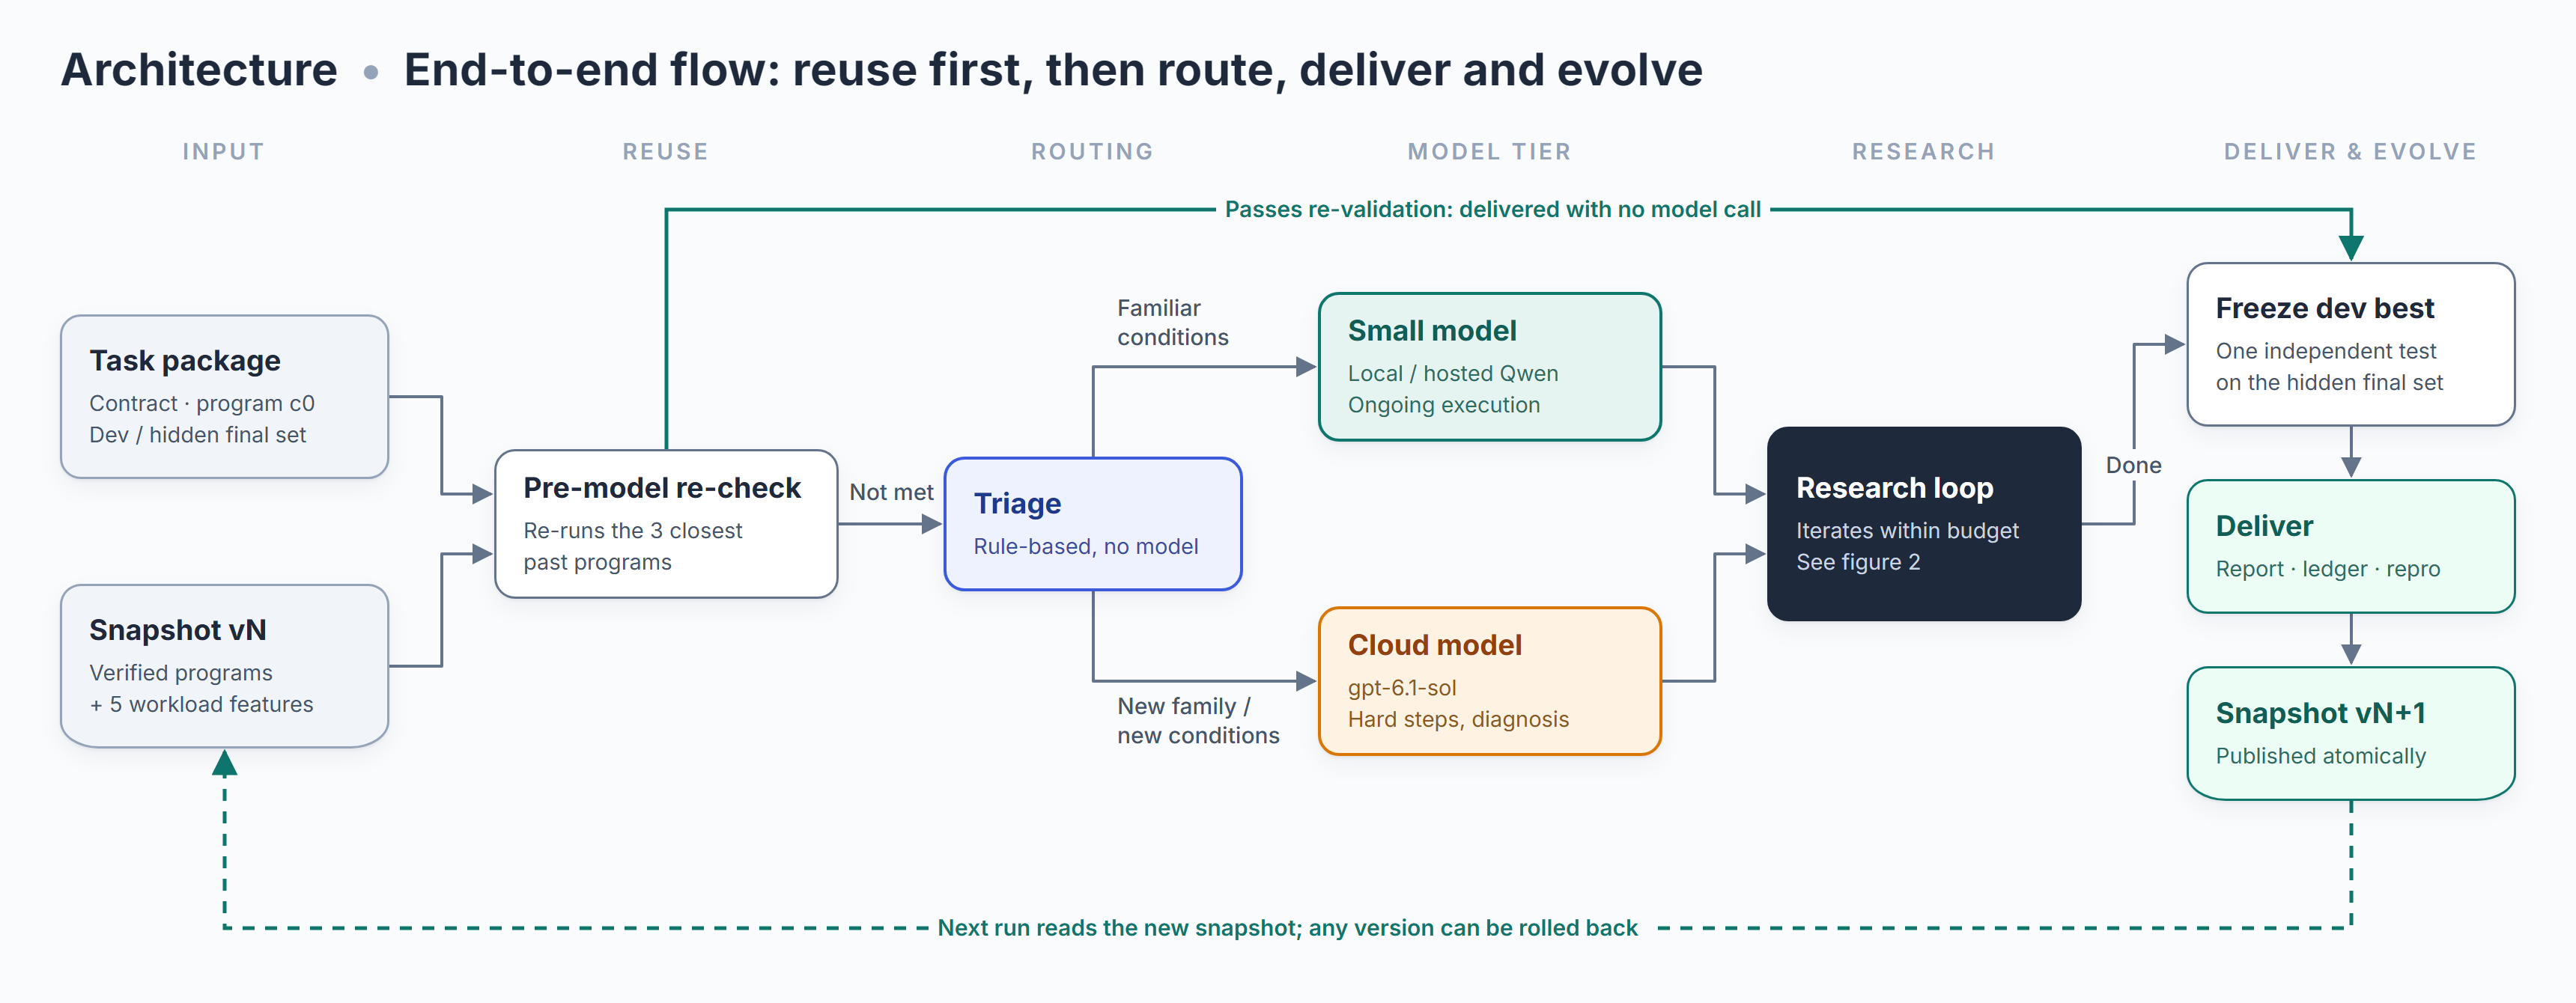 Architecture • End-to-end flow: reuse first, then route, deliver and evolve
INPUT
REUSE
ROUTING
MODEL TIER
RESEARCH
DELIVER & EVOLVE
Passes re-validation: delivered with no model call
Task package
Contract · program c0
Dev / hidden final set
Snapshot vN
Verified programs
+ 5 workload features
Pre-model re-check
Re-runs the 3 closest
past programs
Not met
Triage
Rule-based, no model
Familiar
conditions
New family /
new conditions
Small model
Local / hosted Qwen
Ongoing execution
Cloud model
gpt-6.1-sol
Hard steps, diagnosis
Research loop
Iterates within budget
See figure 2
Done
Freeze dev best
One independent test
on the hidden final set
Deliver
Report · ledger · repro
Snapshot vN+1
Published atomically
Next run reads the new snapshot; any version can be rolled back